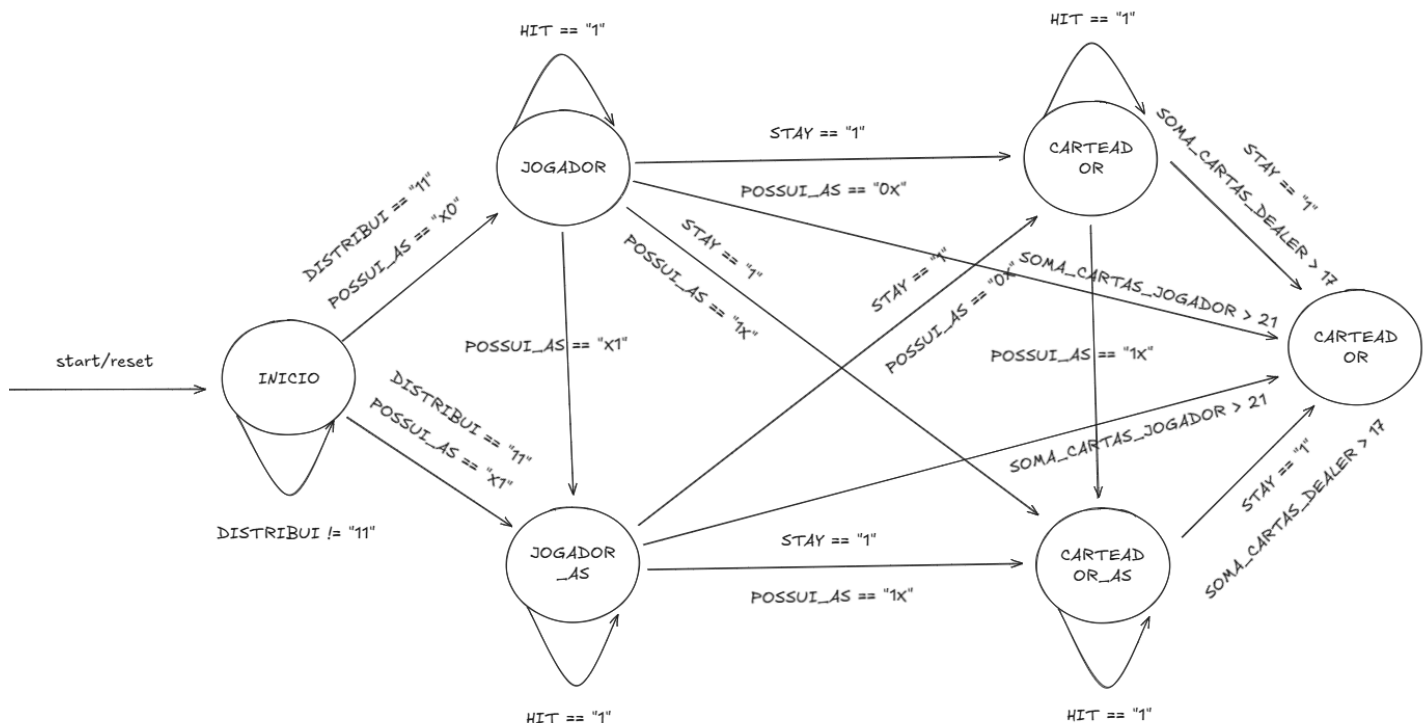 HIT == "1"
HIT == "1"
JOGADOR
STAY == "1"
CARTEAD
OR
SOMA_CARTAS_DEALER > 17
STAY == "1"
DISTRIBUI == "11"
POSSUI_AS == "X0"
POSSUI_AS == "0X"
STAY == "1"
POSSUI_AS == "1X"
STAY == "1"
POSSUI_AS == "0X"
SOMA_CARTAS_JOGADOR > 21
start/reset
INICIO
POSSUI_AS == "X1"
POSSUI_AS == "1X"
CARTEAD
OR
DISTRIBUI == "11"
POSSUI_AS == "X1"
SOMA_CARTAS_JOGADOR > 21
STAY == "1"
SOMA_CARTAS_DEALER > 17
DISTRIBUI != "11"
JOGADOR
_AS
STAY == "1"
POSSUI_AS == "1X"
CARTEAD
OR_AS
HIT == "1"
HIT == "1"